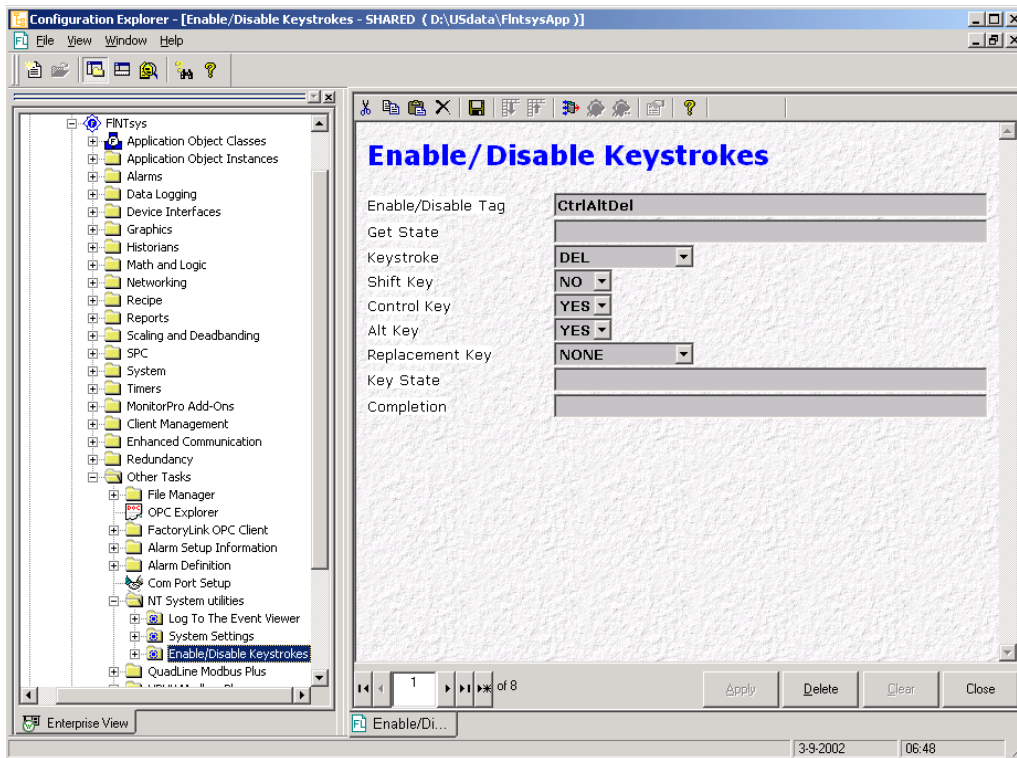 Configuration Explorer - [Enable/Disable Keystrokes - SHARED ( D:\USdata\FlntsysApp )]
File View Window Help
FlNTsys
Application Object Classes
Application Object Instances
Alarms
Data Logging
Device Interfaces
Graphics
Historians
Math and Logic
Networking
Recipe
Reports
Scaling and Deadbanding
SPC
System
Timers
MonitorPro Add-Ons
Client Management
Enhanced Communication
Redundancy
Other Tasks
File Manager
OPC Explorer
FactoryLink OPC Client
Alarm Setup Information
Alarm Definition
Com Port Setup
NT System utilities
Log To The Event Viewer
System Settings
Enable/Disable Keystrokes
QuadLine Modbus Plus
Enterprise View
Enable/Disable Keystrokes
Enable/Disable Tag CtrlAltDel
Get State
Keystroke DEL
Shift Key NO
Control Key YES
Alt Key YES
Replacement Key NONE
Key State
Completion
1 of 8
Apply Delete Clear Close
Enable/Di...
3-9-2002 06:48